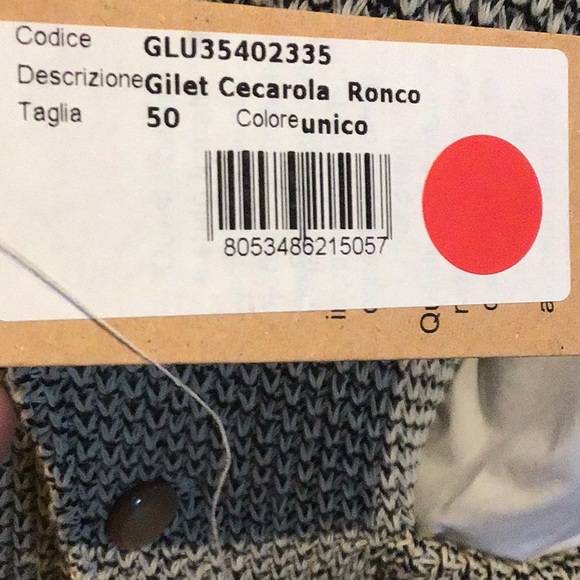 Codice GLU35402335
Descrizione Gilet Cecarola Ronco
Taglia 50 Colore unico
8053486215057